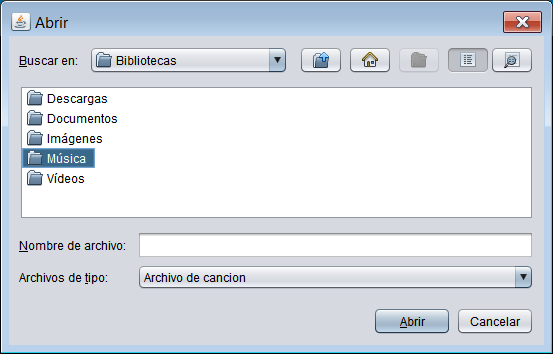 Abrir
Buscar en: Bibliotecas
Descargas
Documentos
Imágenes
Música
Vídeos
Nombre de archivo:
Archivos de tipo: Archivo de cancion
Abrir Cancelar